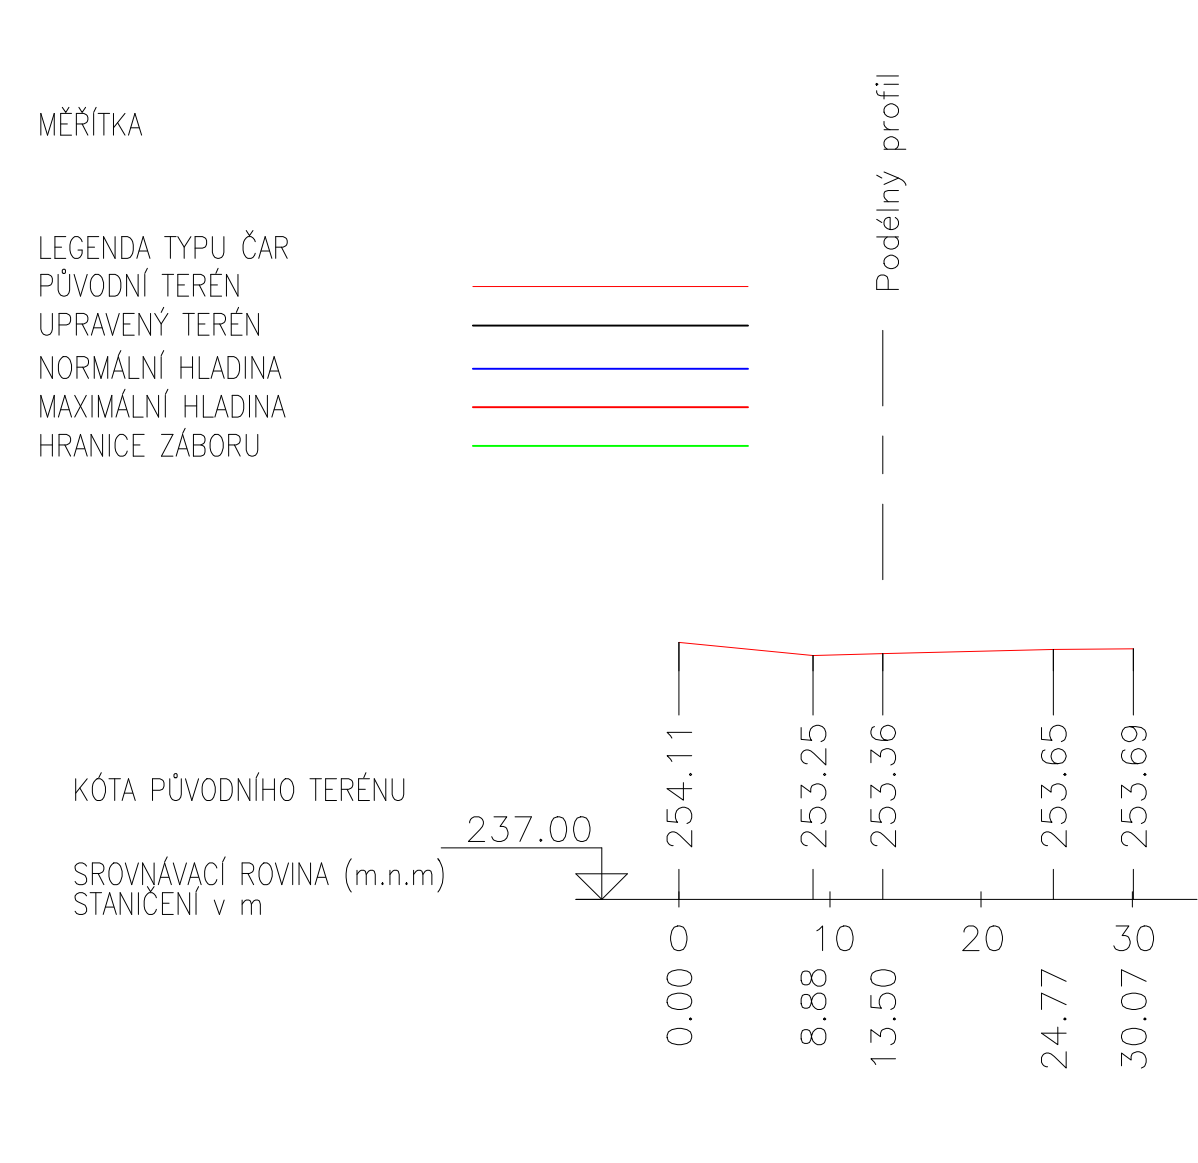 MĚŘÍTKA
Podélný profil
LEGENDA TYPU ČAR
PŮVODNÍ TERÉN
UPRAVENÝ TERÉN
NORMÁLNÍ HLADINA
MAXIMÁLNÍ HLADINA
HRANICE ZÁBORU
KÓTA PŮVODNÍHO TERÉNU
254.11
253.25
253.36
253.65
253.69
237.00
SROVNÁVACÍ ROVINA (m.n.m)
STANIČENÍ v m
0 10 20 30
0.00
8.88
13.50
24.77
30.07